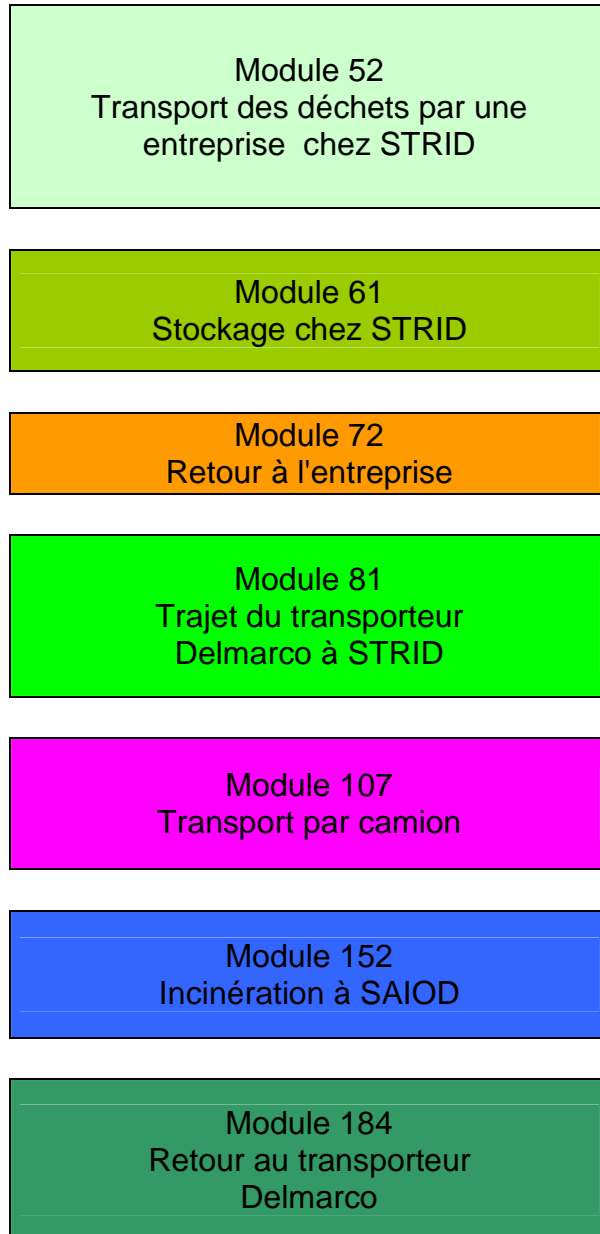 Module 52
Transport des déchets par une
entreprise chez STRID
Module 61
Stockage chez STRID
Module 72
Retour à l'entreprise
Module 81
Trajet du transporteur
Delmarco à STRID
Module 107
Transport par camion
Module 152
Incinération à SAIOD
Module 184
Retour au transporteur
Delmarco